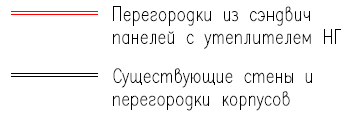 Перегородки из сэндвич
панелей с утеплителем НГ
Существующие стены и
перегородки корпусов